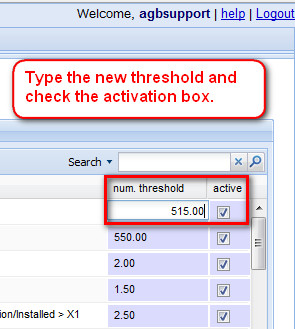 Welcome, agbsupport | help | Logout
Type the new threshold and
check the activation box.
Search
num. threshold active
515.00
550.00
2.00
1.50
ion/Installed > X1 2.50